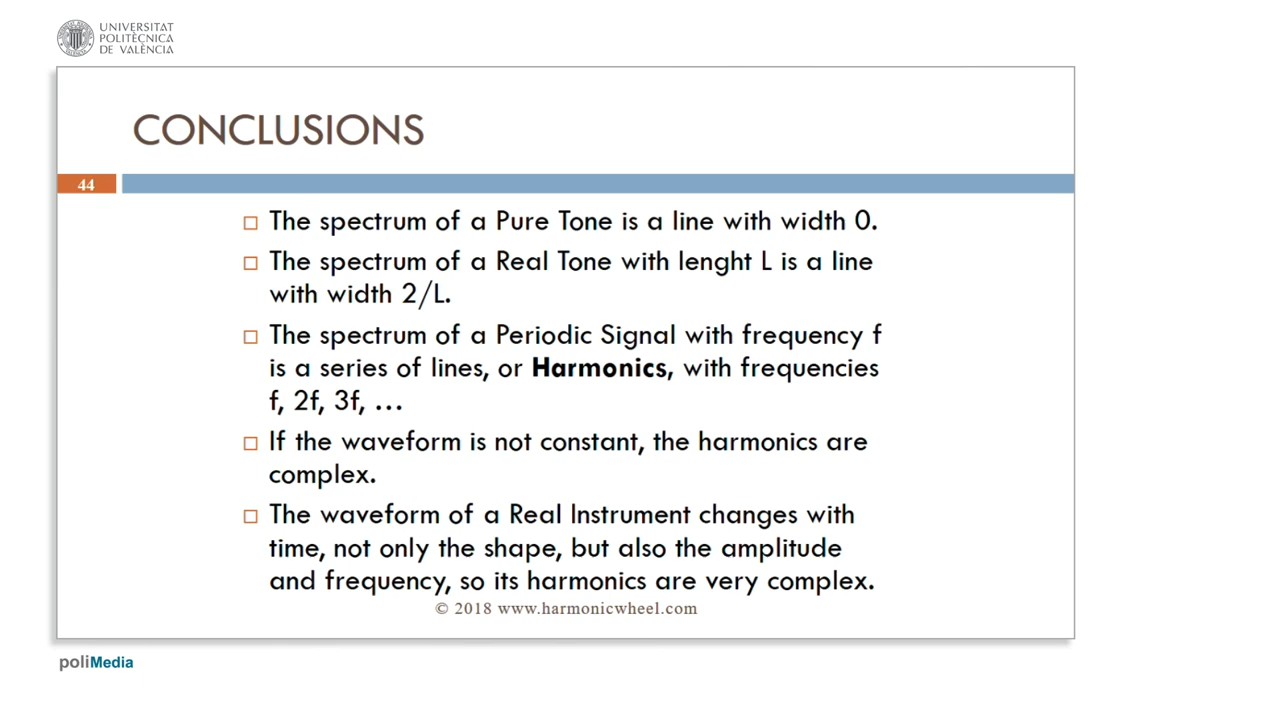 UNIVERSITAT
POLITÈCNICA
DE VALÈNCIA
CONCLUSIONS
44
The spectrum of a Pure Tone is a line with width 0.
The spectrum of a Real Tone with lenght L is a line
with width 2/L.
The spectrum of a Periodic Signal with frequency f
is a series of lines, or Harmonics, with frequencies
f, 2f, 3f, ...
If the waveform is not constant, the harmonics are
complex.
The waveform of a Real Instrument changes with
time, not only the shape, but also the amplitude
and frequency, so its harmonics are very complex.
© 2018 www.harmonicwheel.com
poliMedia